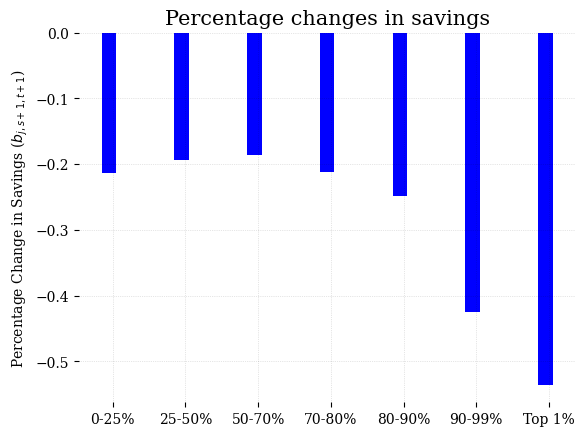 Percentage changes in savings
Percentage Change in Savings (b_{j,s+1,t+1})
0.0
−0.1
−0.2
−0.3
−0.4
−0.5
0-25% 25-50% 50-70% 70-80% 80-90% 90-99% Top 1%